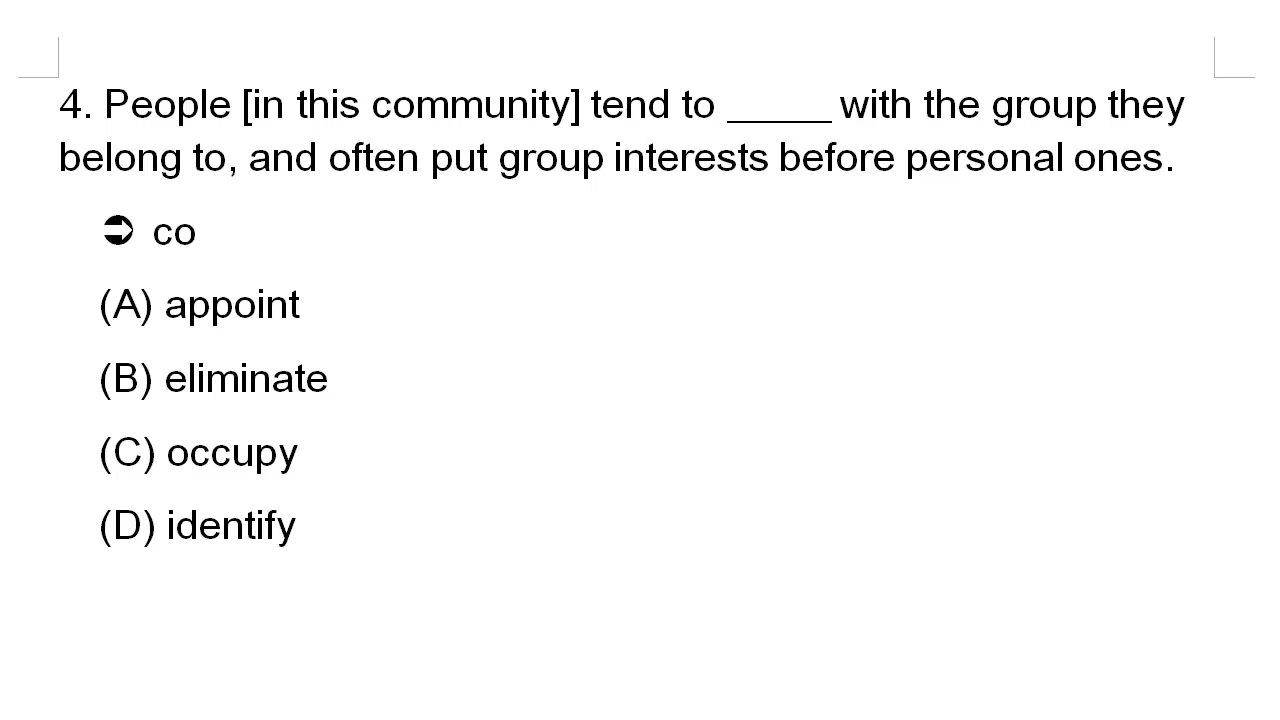 4. People [in this community] tend to _____ with the group they
belong to, and often put group interests before personal ones.
➲ co
(A) appoint
(B) eliminate
(C) occupy
(D) identify